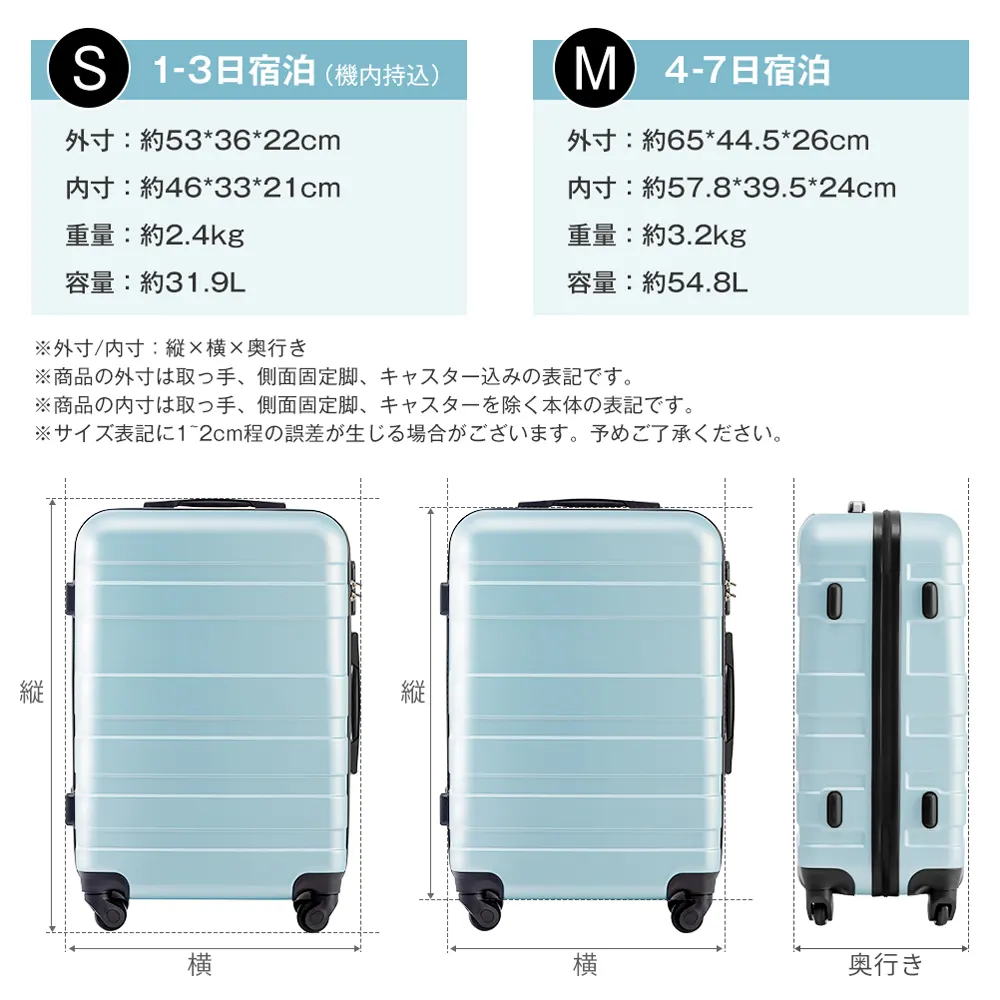 S 1-3日宿泊（機内持込）
外寸：約53*36*22cm
内寸：約46*33*21cm
重量：約2.4kg
容量：約31.9L
M 4-7日宿泊
外寸：約65*44.5*26cm
内寸：約57.8*39.5*24cm
重量：約3.2kg
容量：約54.8L
※外寸/内寸：縦×横×奥行き
※商品の外寸は取っ手、側面固定脚、キャスター込みの表記です。
※商品の内寸は取っ手、側面固定脚、キャスターを除く本体の表記です。
※サイズ表記に1~2cm程の誤差が生じる場合がございます。予めご了承ください。
縦
縦
横
横
奥行き